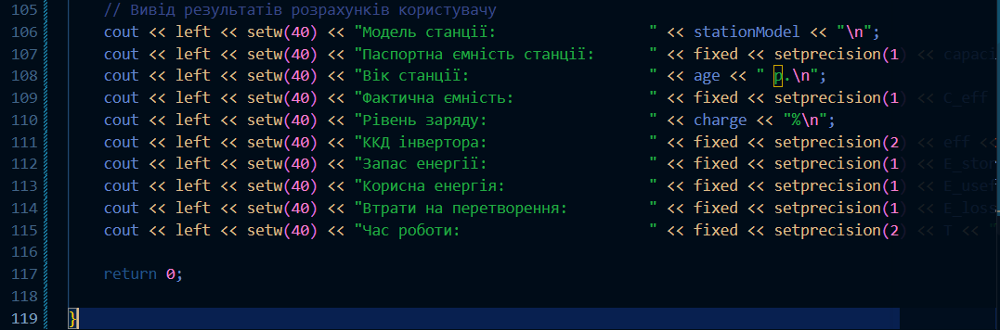 105 // Вивід результатів розрахунків користувачу
106 cout << left << setw(40) << "Модель станції:                 " << stationModel << "\n";
107 cout << left << setw(40) << "Паспортна ємність станції:      " << fixed << setprecision(1) << capaci
108 cout << left << setw(40) << "Вік станції:                    " << age << " р.\n";
109 cout << left << setw(40) << "Фактична ємність:               " << fixed << setprecision(1) << C_eff
110 cout << left << setw(40) << "Рівень заряду:                  " << charge << "%\n";
111 cout << left << setw(40) << "ККД інвертора:                  " << fixed << setprecision(2) << eff <<
112 cout << left << setw(40) << "Запас енергії:                  " << fixed << setprecision(1) << E_stor
113 cout << left << setw(40) << "Корисна енергія:                " << fixed << setprecision(1) << E_usef
114 cout << left << setw(40) << "Втрати на перетворення:         " << fixed << setprecision(1) << E_loss
115 cout << left << setw(40) << "Час роботи:                     " << fixed << setprecision(2) << T << "
116
117 return 0;
118
119 }